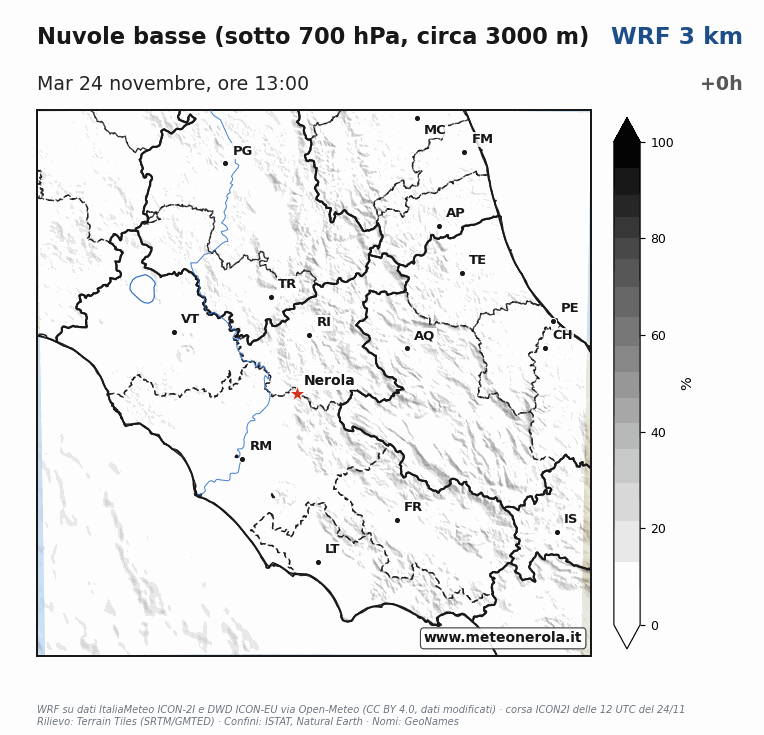 Nuvole basse (sotto 700 hPa, circa 3000 m) WRF 3 km
Mar 24 novembre, ore 13:00 +0h
MC
FM
PG
AP
TE
TR
PE
VT
RI
AQ
CH
Nerola
RM
FR
IS
LT
www.meteonerola.it
100
80
60
40
20
0
%
WRF su dati ItaliaMeteo ICON-2I e DWD ICON-EU via Open-Meteo (CC BY 4.0, dati modificati) · corsa ICON2I delle 12 UTC del 24/11
Rilievo: Terrain Tiles (SRTM/GMTED) · Confini: ISTAT, Natural Earth · Nomi: GeoNames